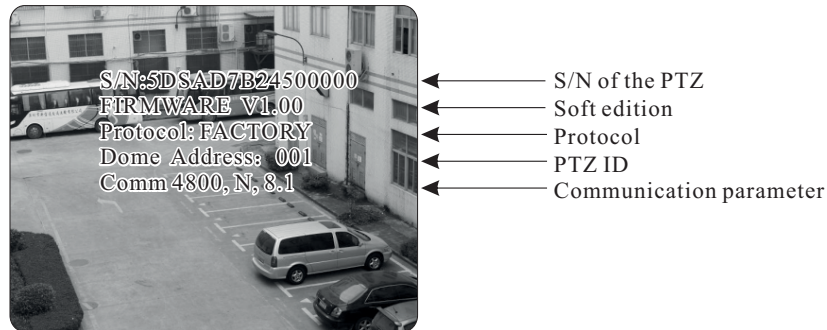 S/N:5DSAD7B24500000
FIRMWARE V1.00
Protocol: FACTORY
Dome Address: 001
Comm 4800, N, 8.1
S/N of the PTZ
Soft edition
Protocol
PTZ ID
Communication parameter